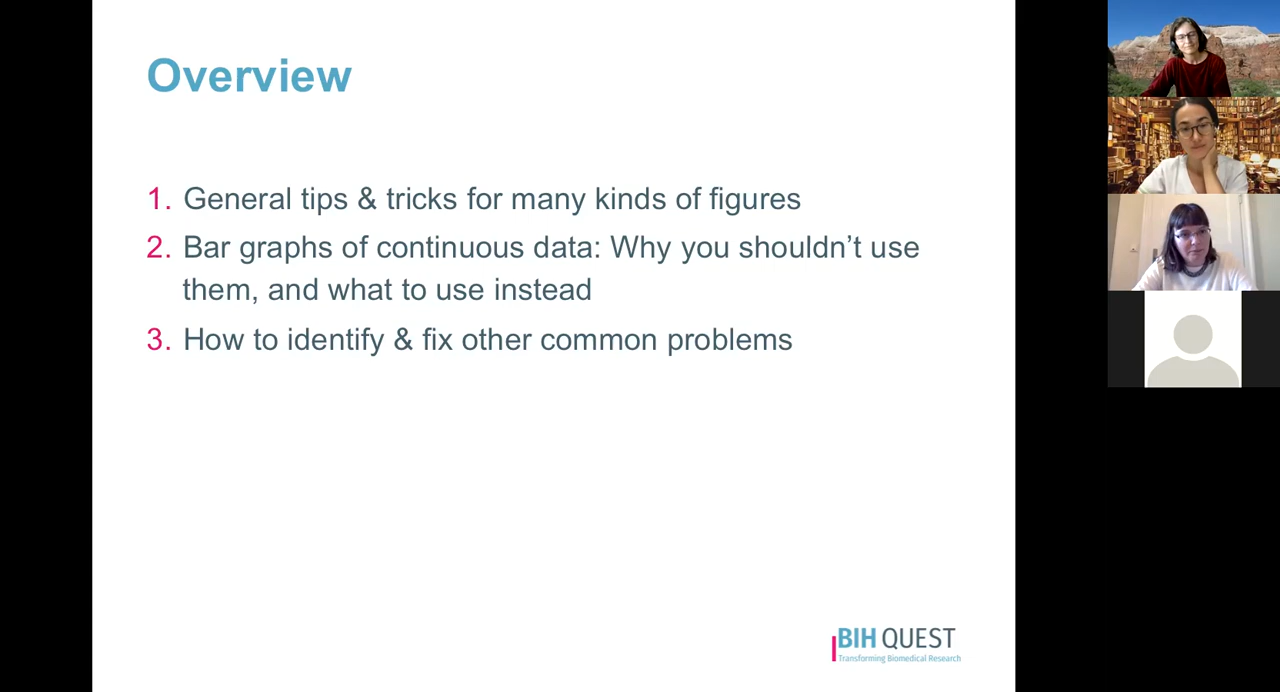 Overview
1. General tips & tricks for many kinds of figures
2. Bar graphs of continuous data: Why you shouldn’t use
them, and what to use instead
3. How to identify & fix other common problems
BIH QUEST
Transforming Biomedical Research